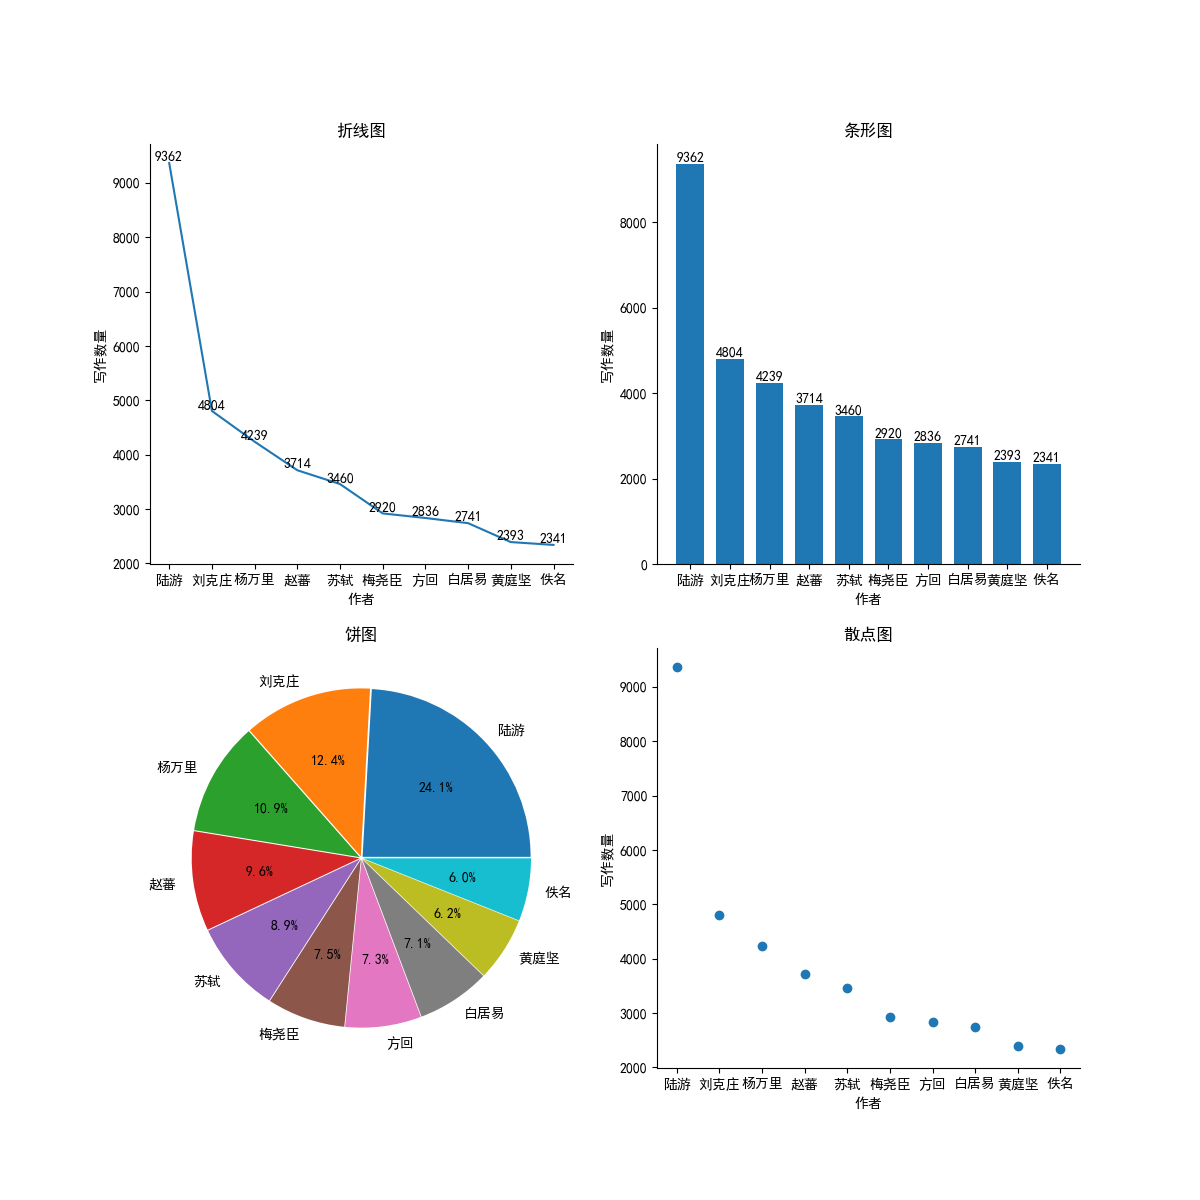 折线图
9362
4804
4239
3714
3460
2920
2836
2741
2393
2341
9000
8000
7000
6000
5000
4000
3000
2000
写作数量
陆游 刘克庄 杨万里 赵蕃 苏轼 梅尧臣 方回 白居易 黄庭坚 佚名
作者
条形图
9362
4804
4239
3714
3460
2920
2836
2741
2393
2341
8000
6000
4000
2000
0
写作数量
陆游 刘克庄 杨万里 赵蕃 苏轼 梅尧臣 方回 白居易 黄庭坚 佚名
作者
饼图
陆游
24.1%
刘克庄
12.4%
杨万里
10.9%
赵蕃
9.6%
苏轼
8.9%
梅尧臣
7.5%
方回
7.3%
白居易
7.1%
黄庭坚
6.2%
佚名
6.0%
散点图
9000
8000
7000
6000
5000
4000
3000
2000
写作数量
陆游 刘克庄 杨万里 赵蕃 苏轼 梅尧臣 方回 白居易 黄庭坚 佚名
作者